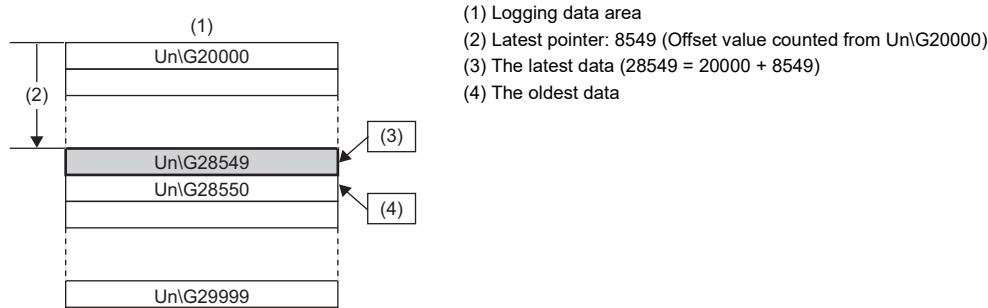 (1)
Un\G20000
(2)
(3)
Un\G28549
Un\G28550
(4)
Un\G29999
(1) Logging data area
(2) Latest pointer: 8549 (Offset value counted from Un\G20000)
(3) The latest data (28549 = 20000 + 8549)
(4) The oldest data